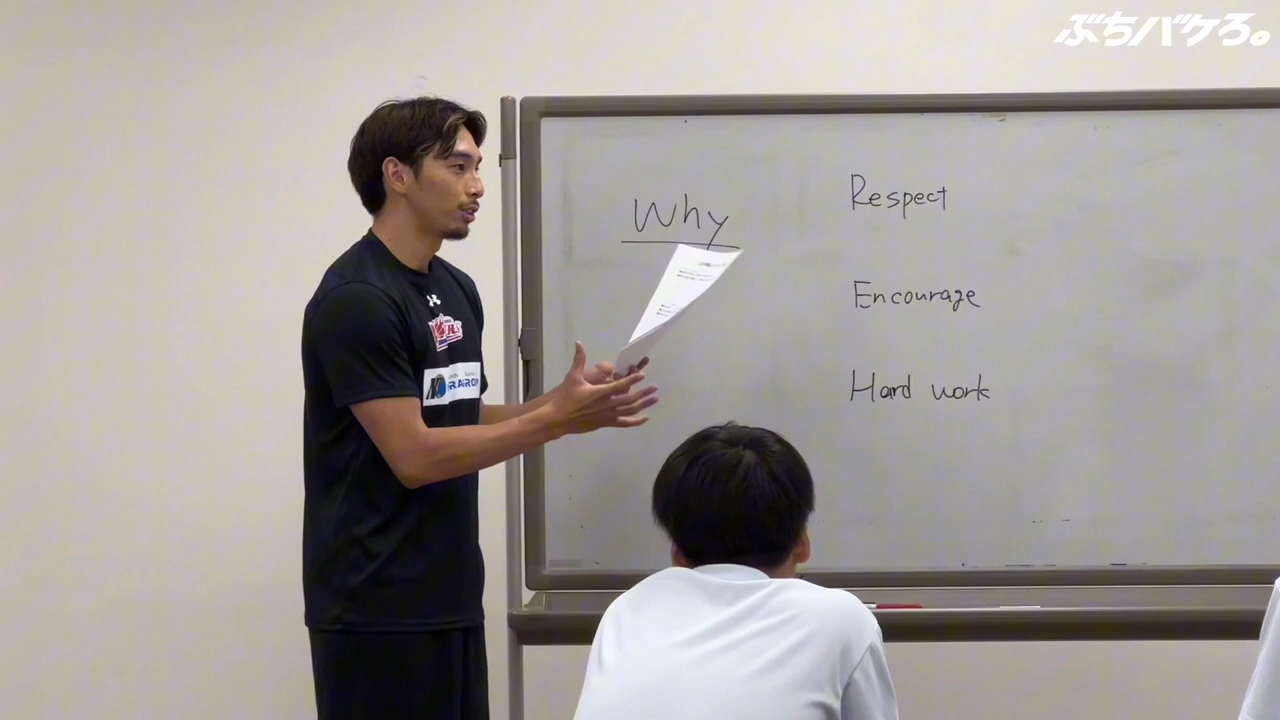 ぶちバケろ。
Why
Respect
Encourage
Hard work